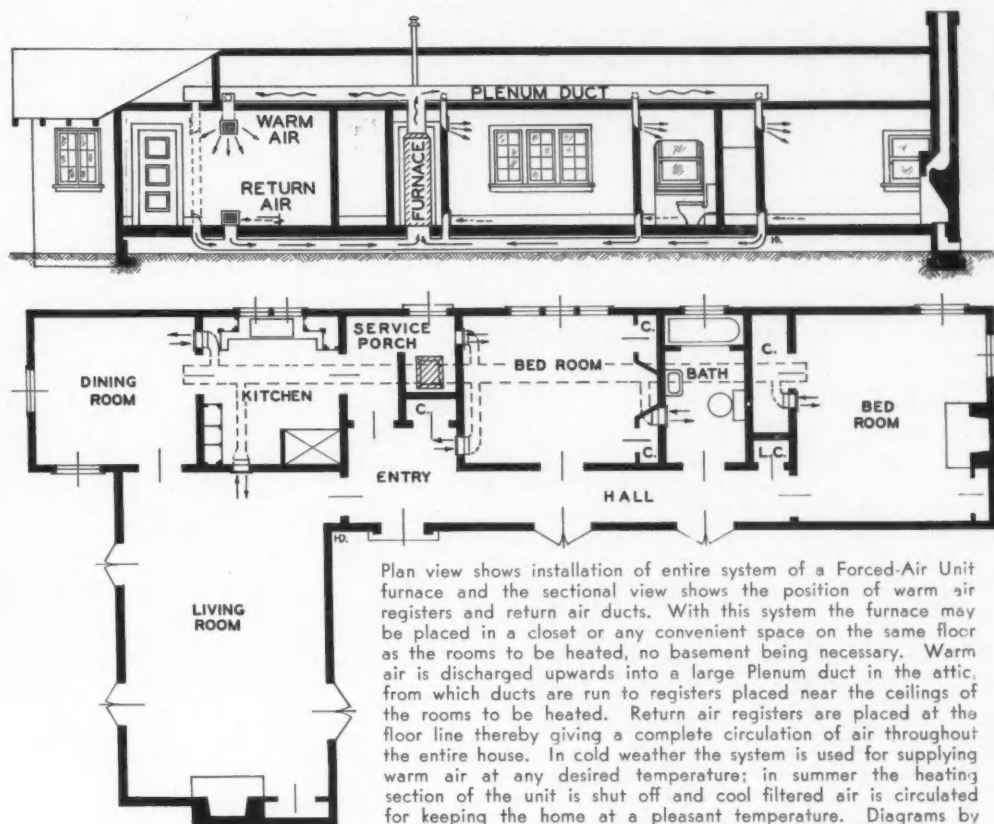 PLENUM DUCT
WARM
AIR
RETURN
AIR
FURNACE
HD.
DINING
ROOM
KITCHEN
SERVICE
PORCH
C.
BED ROOM
C.
C.
BATH
C.
L.C.
BED
ROOM
ENTRY
HALL
HD.
LIVING
ROOM
Plan view shows installation of entire system of a Forced-Air Unit
furnace and the sectional view shows the position of warm air
registers and return air ducts. With this system the furnace may
be placed in a closet or any convenient space on the same floor
as the rooms to be heated, no basement being necessary. Warm
air is discharged upwards into a large Plenum duct in the attic,
from which ducts are run to registers placed near the ceilings of
the rooms to be heated. Return air registers are placed at the
floor line thereby giving a complete circulation of air throughout
the entire house. In cold weather the system is used for supplying
warm air at any desired temperature; in summer the heating
section of the unit is shut off and cool filtered air is circulated
for keeping the home at a pleasant temperature. Diagrams by